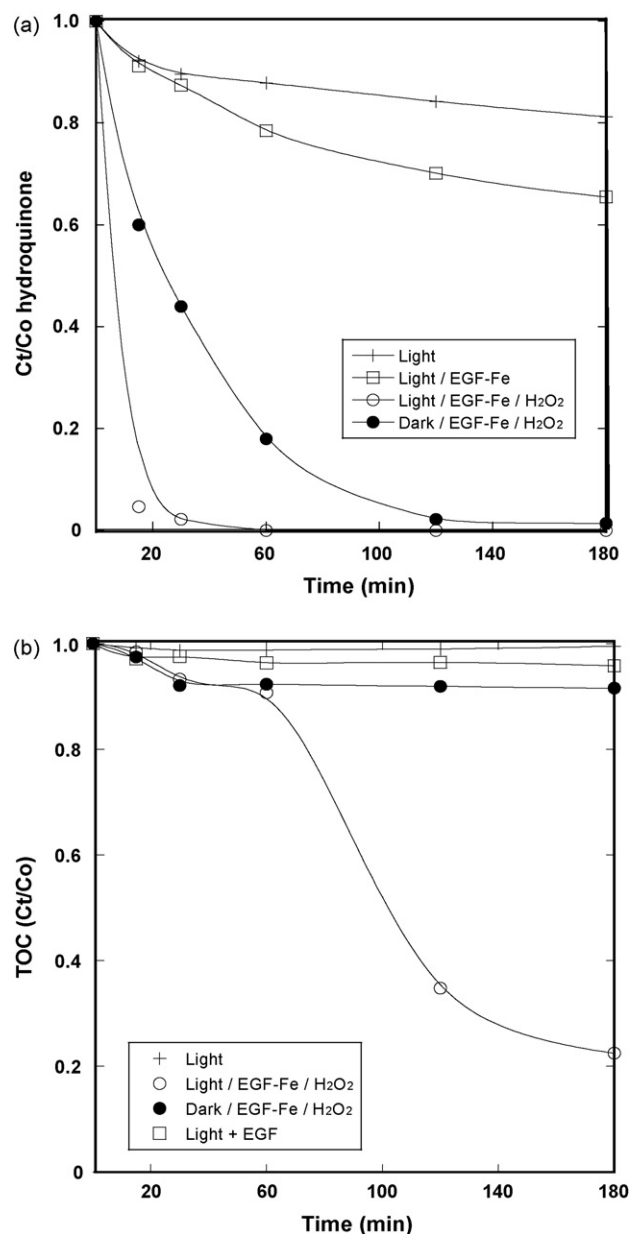 (a)
1.0
0.8
0.6
0.4
0.2
0
Ct/Co hydroquinone
Light
Light / EGF-Fe
Light / EGF-Fe / H₂O₂
Dark / EGF-Fe / H₂O₂
20 60 100 140 180
Time (min)
(b)
1.0
0.8
0.6
0.4
0.2
0
TOC (Ct/Co)
Light
Light / EGF-Fe / H₂O₂
Dark / EGF-Fe / H₂O₂
Light + EGF
20 60 100 140 180
Time (min)